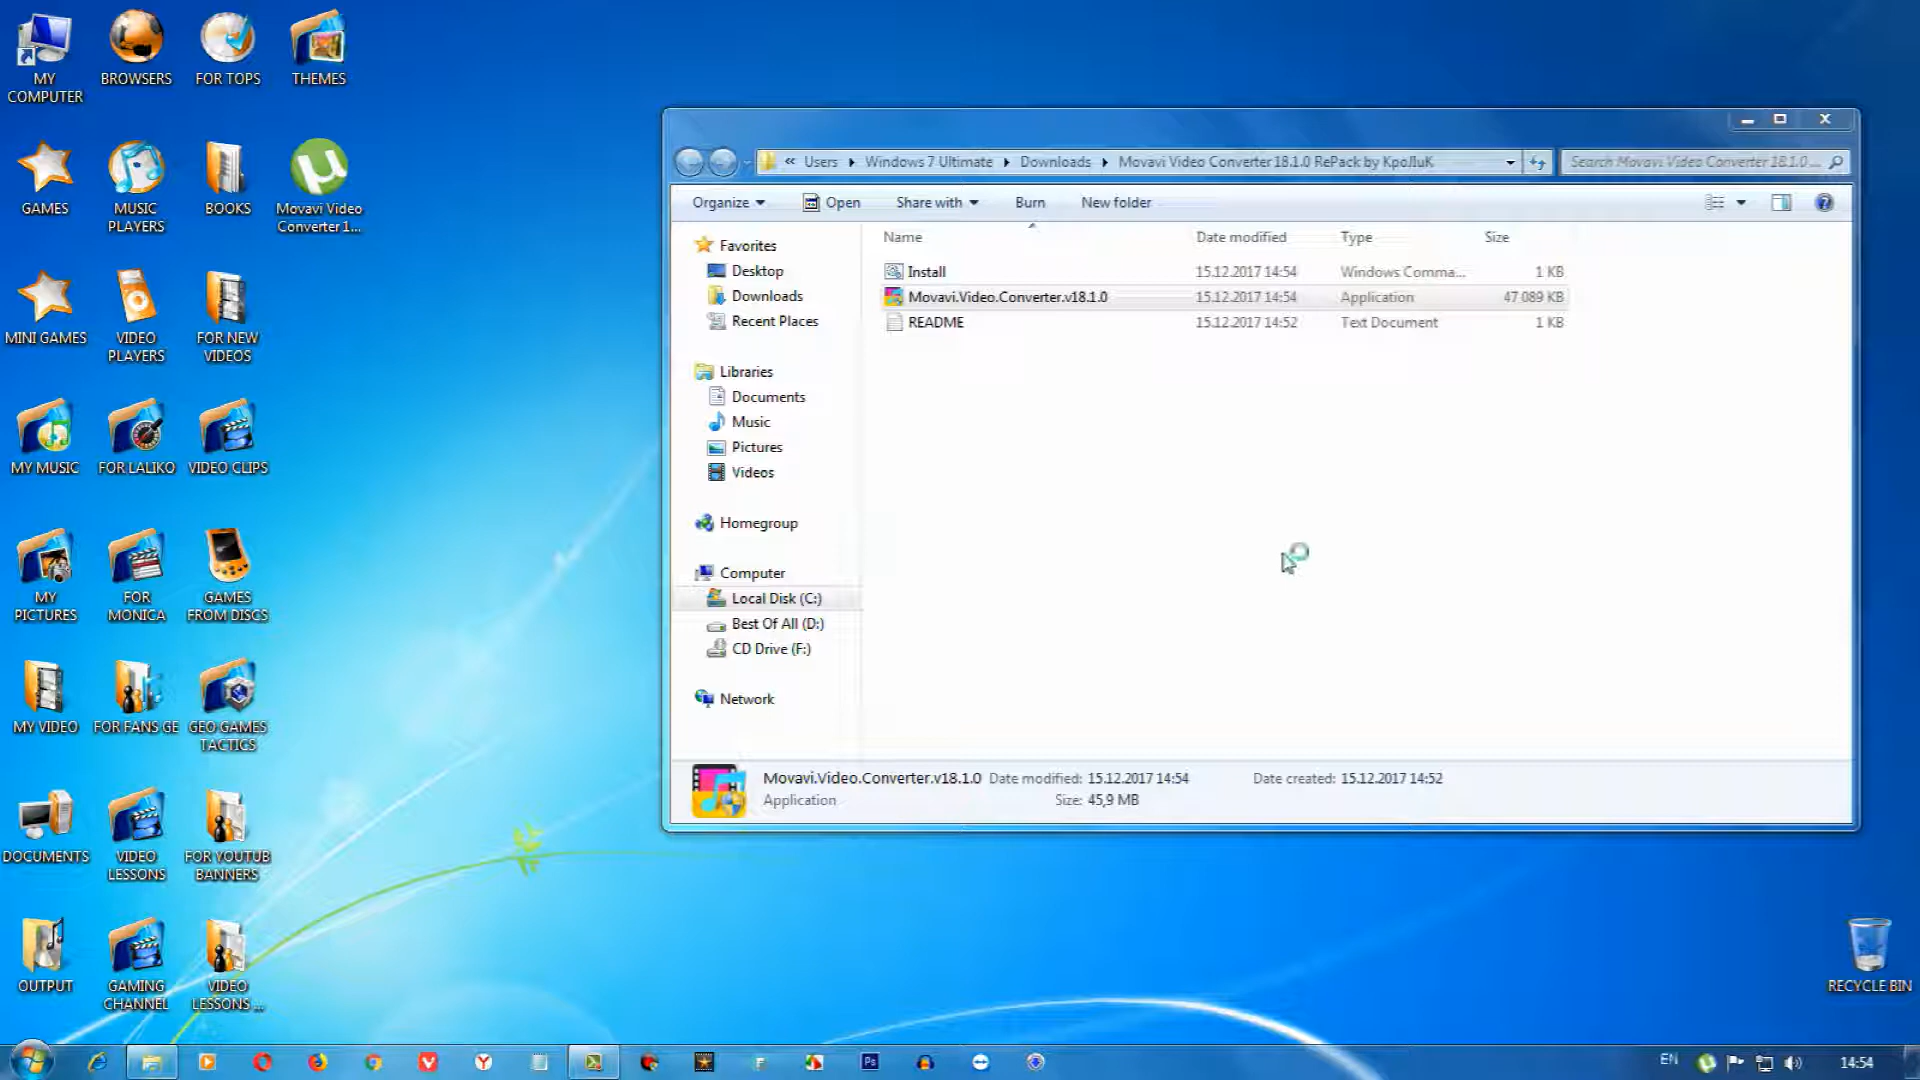 MY
COMPUTER
BROWSERS
FOR TOPS
THEMES
GAMES
MUSIC
PLAYERS
BOOKS
Movavi Video
Converter 1...
MINI GAMES
VIDEO
PLAYERS
FOR NEW
VIDEOS
MY MUSIC
FOR LALIKO
VIDEO CLIPS
MY
PICTURES
FOR
MONICA
GAMES
FROM DISCS
MY VIDEO
FOR FANS GE
GEO GAMES
TACTICS
DOCUMENTS
VIDEO
LESSONS
FOR YOUTUB
BANNERS
OUTPUT
GAMING
CHANNEL
VIDEO
LESSONS ...
RECYCLE BIN
« Users Windows 7 Ultimate Downloads Movavi Video Converter 18.1.0 RePack by KpoJIuK
Search Movavi Video Converter 18.1.0 ...
Organize Open Share with Burn New folder
Name Date modified Type Size
Install 15.12.2017 14:54 Windows Comma... 1 KB
Movavi.Video.Converter.v18.1.0 15.12.2017 14:54 Application 47 089 KB
README 15.12.2017 14:52 Text Document 1 KB
Favorites
Desktop
Downloads
Recent Places
Libraries
Documents
Music
Pictures
Videos
Homegroup
Computer
Local Disk (C:)
Best Of All (D:)
CD Drive (F:)
Network
Movavi.Video.Converter.v18.1.0 Date modified: 15.12.2017 14:54 Date created: 15.12.2017 14:52
Application Size: 45,9 MB
Ps
EN
14:54